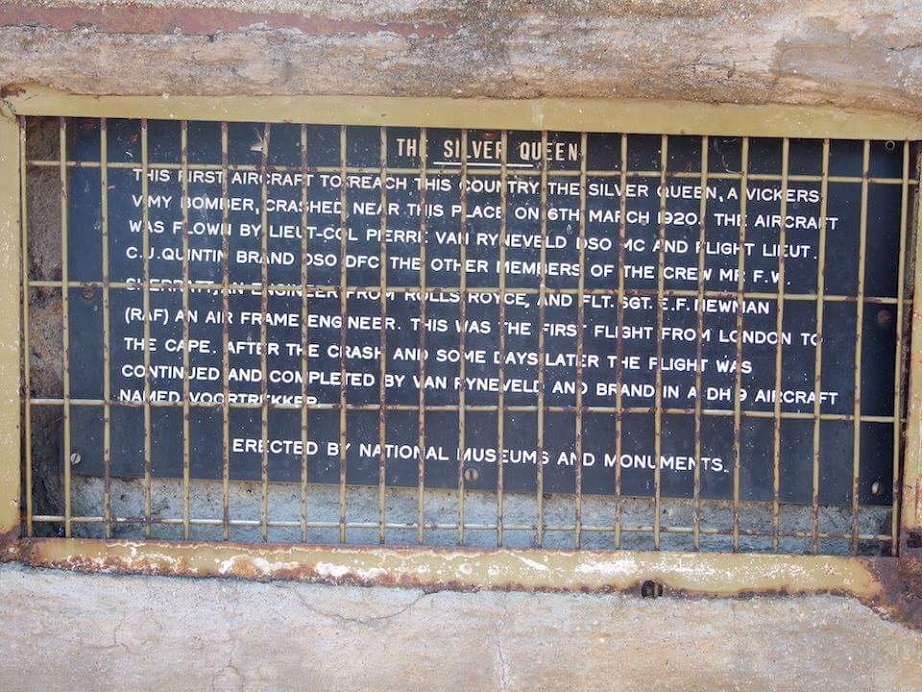 THE SILVER QUEEN
THIS FIRST AIRCRAFT TO REACH THIS COUNTRY, THE SILVER QUEEN, A VICKERS
VIMY BOMBER, CRASHED NEAR THIS PLACE ON 6TH MARCH 1920. THE AIRCRAFT
WAS FLOWN BY LIEUT-COL PIERRE VAN RYNEVELD DSO MC AND FLIGHT LIEUT.
C.J. QUINTIN BRAND DSO DFC THE OTHER MEMBERS OF THE CREW MR F.W.
SHERRATT, AN ENGINEER FROM ROLLS ROYCE, AND FLT. SGT. E.F. NEWMAN
(RAF) AN AIR FRAME ENGINEER. THIS WAS THE FIRST FLIGHT FROM LONDON TO
THE CAPE. AFTER THE CRASH AND SOME DAYS LATER THE FLIGHT WAS
CONTINUED AND COMPLETED BY VAN RYNEVELD AND BRAND IN A DH 9 AIRCRAFT
NAMED VOORTREKKER.
ERECTED BY NATIONAL MUSEUMS AND MONUMENTS.